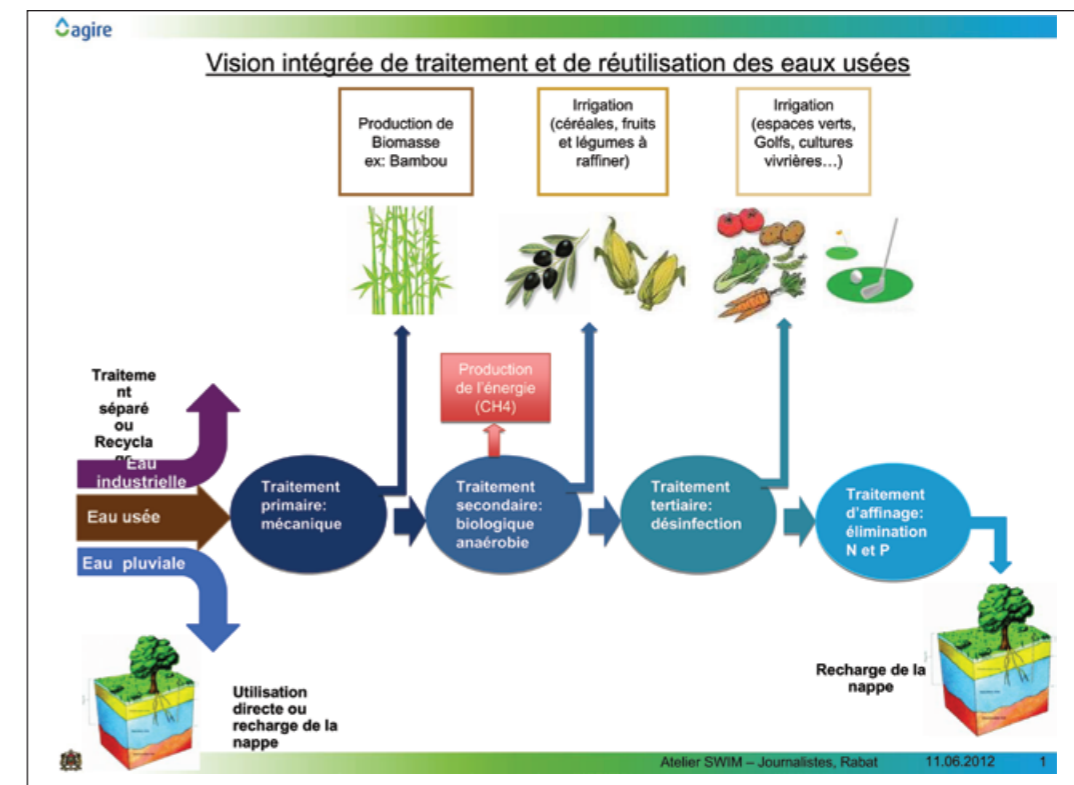 agire
Vision intégrée de traitement et de réutilisation des eaux usées
Production de
Biomasse
ex: Bambou
Irrigation
(céréales, fruits
et légumes à
raffiner)
Irrigation
(espaces verts,
Golfs, cultures
vivrières…)
Production
de l'énergie
(CH4)
Traiteme
nt
séparé
ou
Recycla
Eau
industrielle
Eau usée
Eau pluviale
Traitement
primaire:
mécanique
Traitement
secondaire:
biologique
anaérobie
Traitement
tertiaire:
désinfection
Traitement
d'affinage:
élimination
N et P
Utilisation
directe ou
recharge de la
nappe
Recharge de la
nappe
Atelier SWIM – Journalistes, Rabat
11.06.2012
1